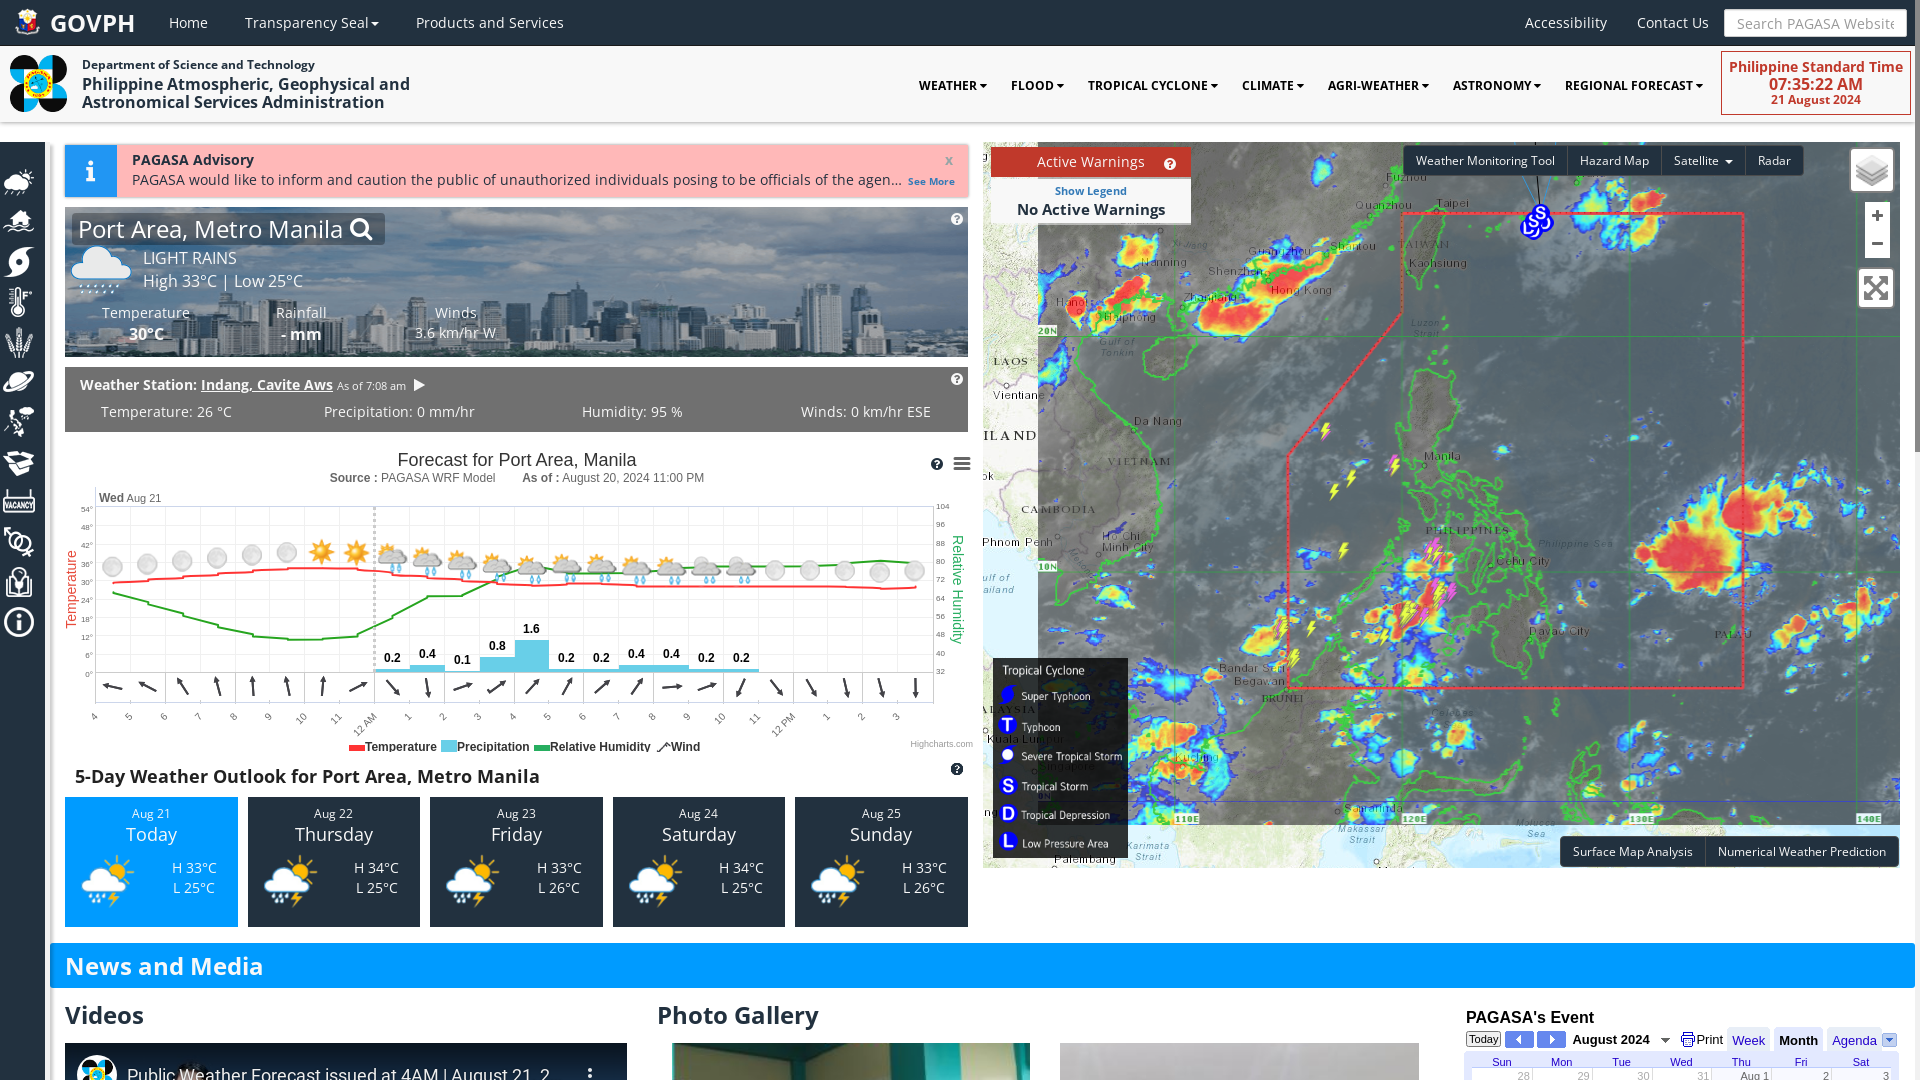 GOVPH
Home
Transparency Seal
Products and Services
Accessibility
Contact Us
Search PAGASA Website
Department of Science and Technology
Philippine Atmospheric, Geophysical and
Astronomical Services Administration
WEATHER
FLOOD
TROPICAL CYCLONE
CLIMATE
AGRI-WEATHER
ASTRONOMY
REGIONAL FORECAST
Philippine Standard Time
07:35:22 AM
21 August 2024
VACANCY
PAGASA Advisory
x
PAGASA would like to inform and caution the public of unauthorized individuals posing to be officials of the agen... See More
Port Area, Metro Manila
LIGHT RAINS
High 33°C | Low 25°C
Temperature Rainfall Winds
30°C - mm 3.6 km/hr W
Weather Station: Indang, Cavite Aws As of 7:08 am
Temperature: 26 °C Precipitation: 0 mm/hr Humidity: 95 % Winds: 0 km/hr ESE
Forecast for Port Area, Manila
Source : PAGASA WRF Model As of : August 20, 2024 11:00 PM
Wed Aug 21
Temperature
54°
48°
42°
36°
30°
24°
18°
12°
6°
0°
104
96
88
80
72
64
56
48
40
32
Relative Humidity
0.2 0.4 0.1 0.8 1.6 0.2 0.2 0.4 0.4 0.2 0.2
4 5 6 7 8 9 10 11 12 AM 1 2 3 4 5 6 7 8 9 10 11 12 PM 1 2 3
Temperature Precipitation Relative Humidity Wind
Highcharts.com
5-Day Weather Outlook for Port Area, Metro Manila
Aug 21
Today
H 33°C
L 25°C
Aug 22
Thursday
H 34°C
L 25°C
Aug 23
Friday
H 33°C
L 26°C
Aug 24
Saturday
H 34°C
L 25°C
Aug 25
Sunday
H 33°C
L 26°C
Active Warnings
Show Legend
No Active Warnings
Weather Monitoring Tool
Hazard Map
Satellite
Radar
+
−
Fuzhou
Taipei
Quanzhou
TAIWAN
Kaohsiung
Guangzhou
Shantou
Nanning
Shenzhen
Hong Kong
Zhanjiang
Hanoi
Haiphong
Gulf of
Tonkin
Luzon
Strait
20N
LAOS
Vientiane
Da Nang
VIETNAM
Manila
CAMBODIA
Phnom Penh
Ho Chi
Minh City
PHILIPPINES
Philippine Sea
Cebu City
10N
Davao City
PALAU
Bandar Seri
Begawan
BRUNEI
Kuala Lumpur
Kuching
Samarinda
Makassar
Strait
Karimata
Strait
Palembang
Molucca
Sea
110E
120E
130E
140E
Tropical Cyclone
Super Typhoon
T Typhoon
Severe Tropical Storm
S Tropical Storm
D Tropical Depression
L Low Pressure Area
Surface Map Analysis
Numerical Weather Prediction
News and Media
Videos
Public Weather Forecast issued at 4AM | August 21, 2...
Photo Gallery
PAGASA's Event
Today
August 2024
Print
Week
Month
Agenda
Sun Mon Tue Wed Thu Fri Sat
28 29 30 31 Aug 1 2 3